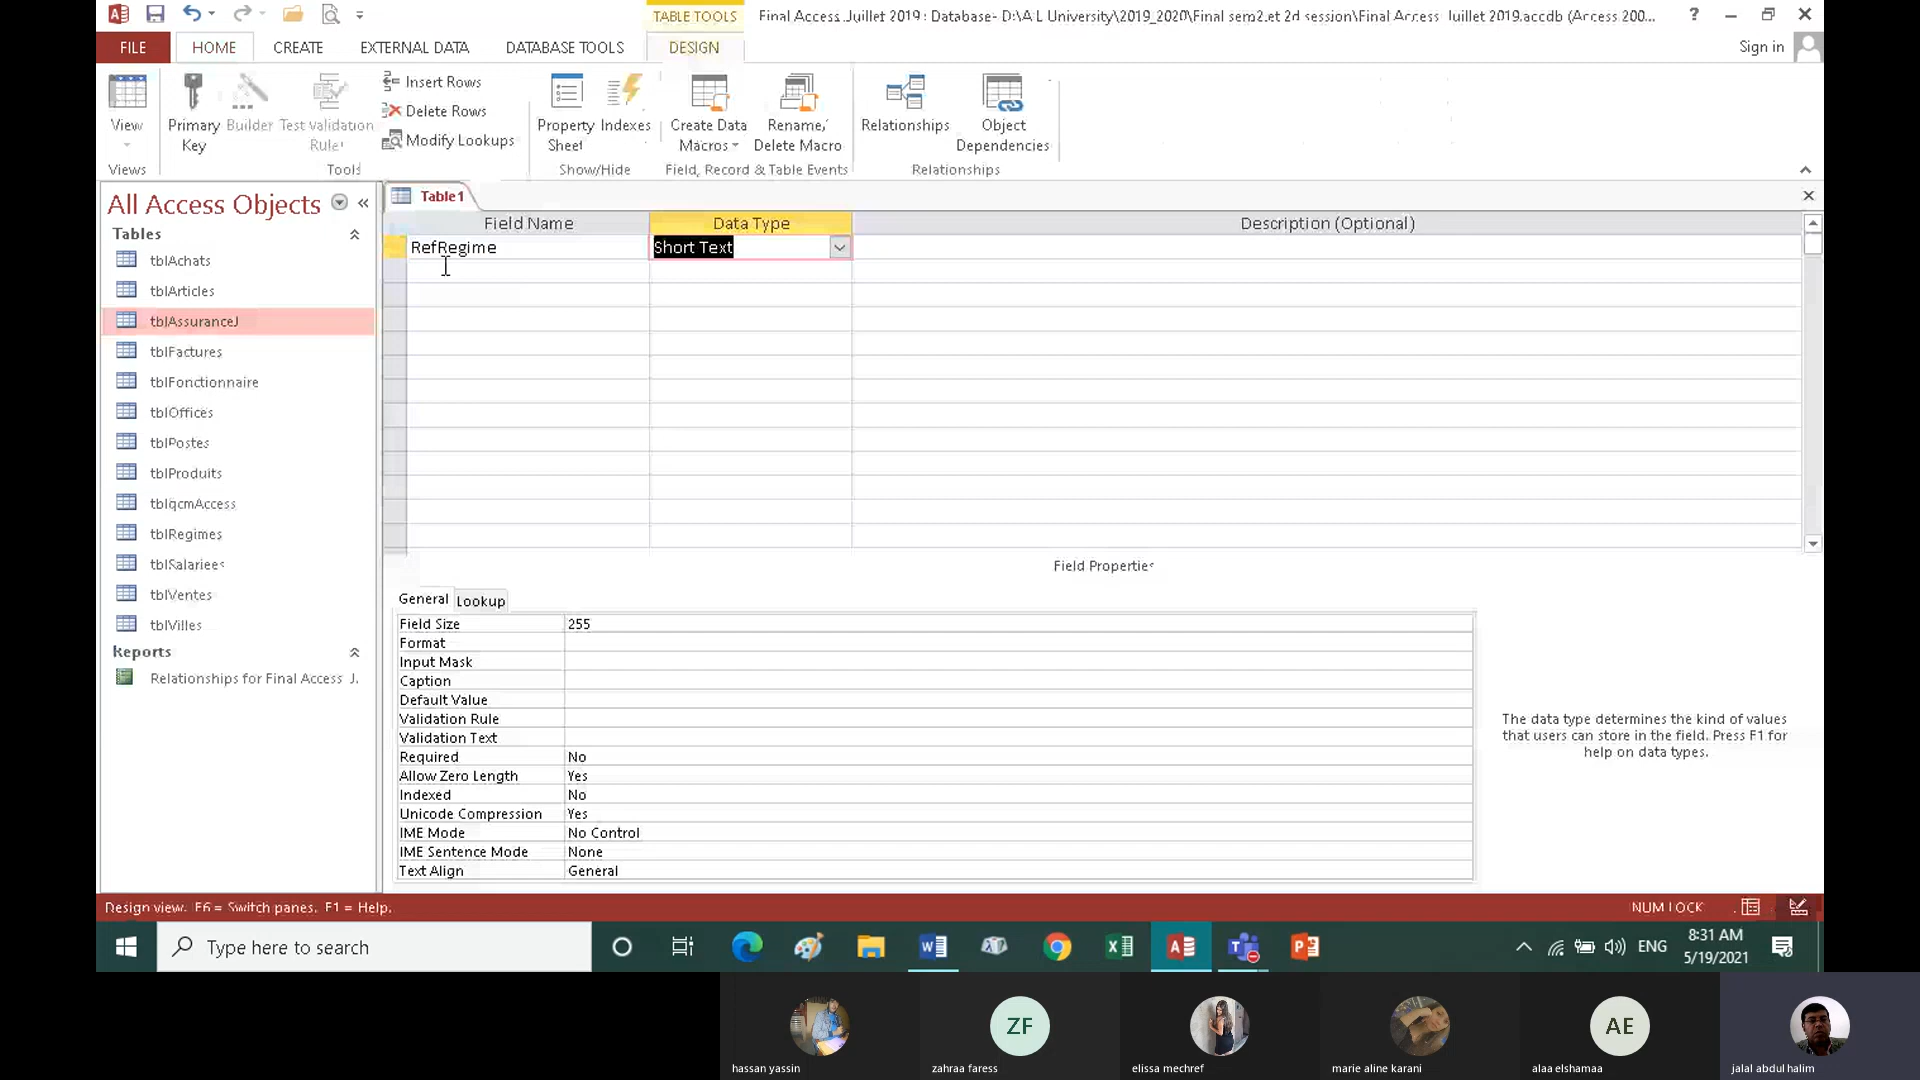 TABLE TOOLS
Final Access Juillet 2019 : Database- D:\A L University\2019_2020\Final sem2 et 2d session\Final Access Juillet 2019.accdb (Access 200...
?
FILE
HOME
CREATE
EXTERNAL DATA
DATABASE TOOLS
DESIGN
Sign in
View
Primary Key
Builder
Test Validation Rules
Insert Rows
Delete Rows
Modify Lookups
Property Sheet
Indexes
Create Data Macros
Rename/ Delete Macro
Relationships
Object Dependencies
Views
Tools
Show/Hide
Field, Record & Table Events
Relationships
All Access Objects
«
Tables
tblAchats
tblArticles
tblAssuranceJ
tblFactures
tblFonctionnaire
tblOffices
tblPostes
tblProduits
tblqcmAccess
tblRegimes
tblSalariees
tblVentes
tblVilles
Reports
Relationships for Final Access J.
Table1
Field Name
Data Type
Description (Optional)
RefRegime
Short Text
Field Properties
General
Lookup
Field Size 255
Format
Input Mask
Caption
Default Value
Validation Rule
Validation Text
Required No
Allow Zero Length Yes
Indexed No
Unicode Compression Yes
IME Mode No Control
IME Sentence Mode None
Text Align General
The data type determines the kind of values
that users can store in the field. Press F1 for
help on data types.
Design view. F6 = Switch panes. F1 = Help.
NUM LOCK
Type here to search
ENG
8:31 AM
5/19/2021
ZF
AE
hassan yassin
zahraa faress
elissa mechref
marie aline karani
alaa elshamaa
jalal abdul halim